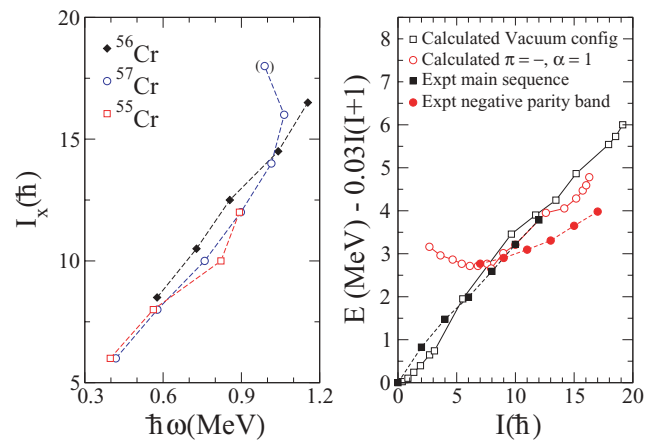 20
15
10
5
I_x(ħ)
⁵⁶Cr
⁵⁷Cr
⁵⁵Cr
( )
0.3 0.6 0.9 1.2
ħω(MeV)
9
8
7
6
5
4
3
2
1
0
E (MeV) - 0.03I(I+1)
Calculated Vacuum config
Calculated π = −, α = 1
Expt main sequence
Expt negative parity band
0 5 10 15 20
I(ħ)